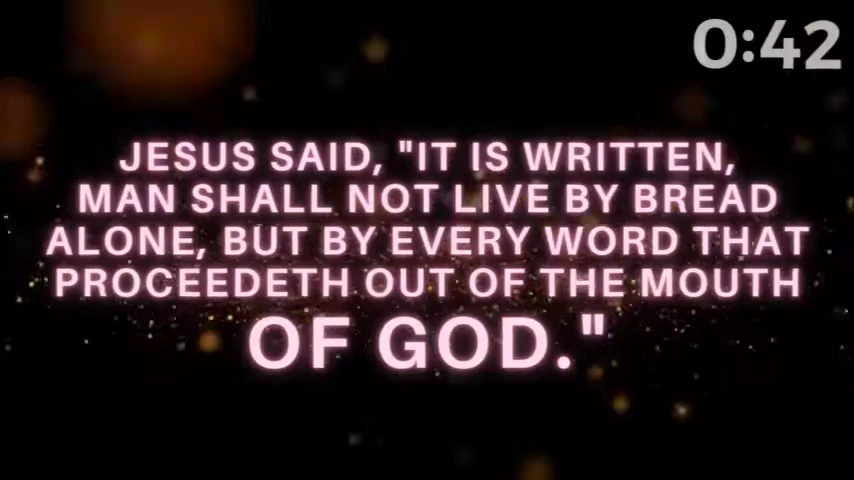 0:42
JESUS SAID, "IT IS WRITTEN,
MAN SHALL NOT LIVE BY BREAD
ALONE, BUT BY EVERY WORD THAT
PROCEEDETH OUT OF THE MOUTH
OF GOD."